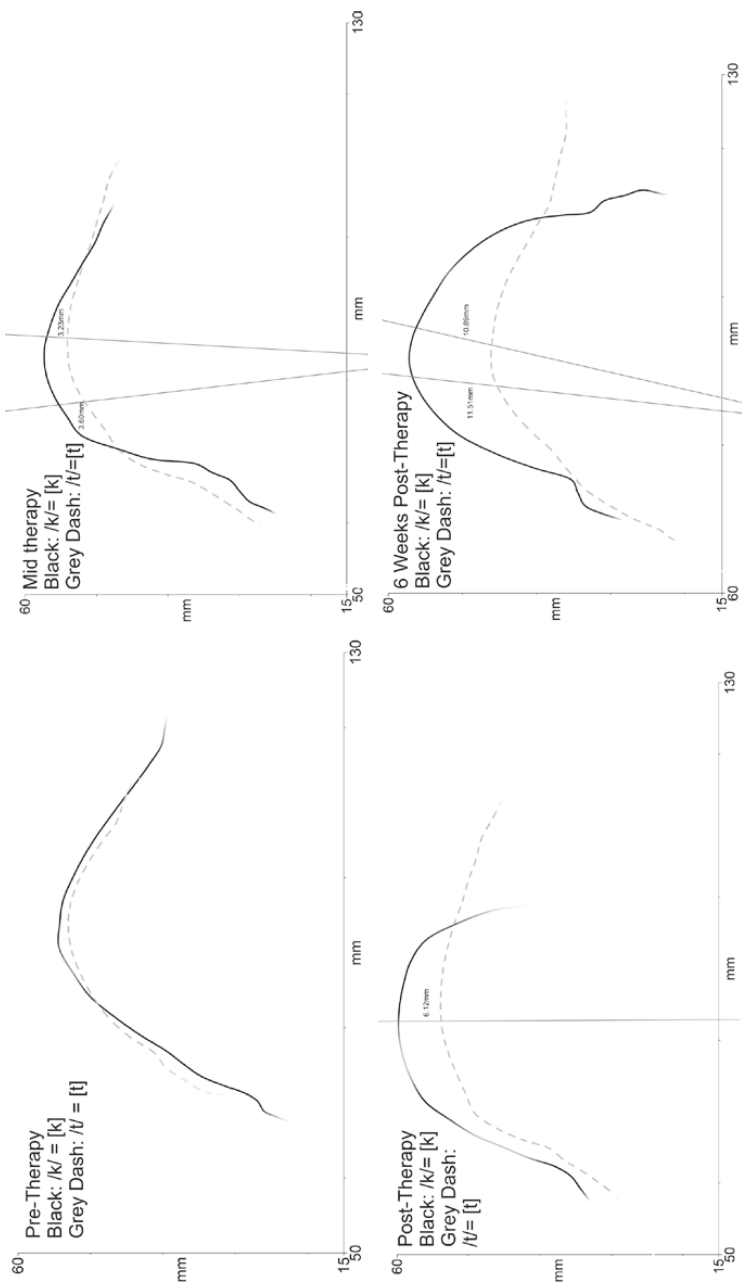 Pre-Therapy
Black: /k/ = [k]
Grey Dash: /t/ = [t]
60
mm
15
50
mm
130
Mid therapy
Black: /k/= [k]
Grey Dash: /t/=[t]
3.60mm
3.23mm
60
mm
15
50
mm
130
Post-Therapy
Black: /k/= [k]
Grey Dash:
/t/= [t]
6.12mm
60
mm
15
50
mm
130
6 Weeks Post-Therapy
Black: /k/= [k]
Grey Dash: /t/=[t]
11.51mm
10.89mm
60
mm
15
60
mm
130